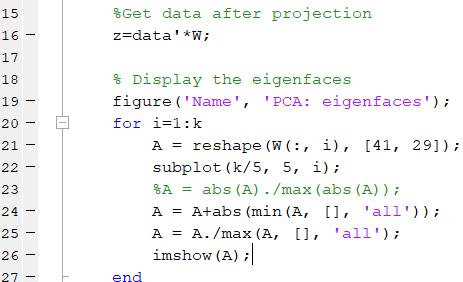 15 %Get data after projection
16 – z=data'*W;
17
18 % Display the eigenfaces
19 – figure('Name', 'PCA: eigenfaces');
20 – for i=1:k
21 – A = reshape(W(:, i), [41, 29]);
22 – subplot(k/5, 5, i);
23 %A = abs(A)./max(abs(A));
24 – A = A+abs(min(A, [], 'all'));
25 – A = A./max(A, [], 'all');
26 – imshow(A);
27 – end